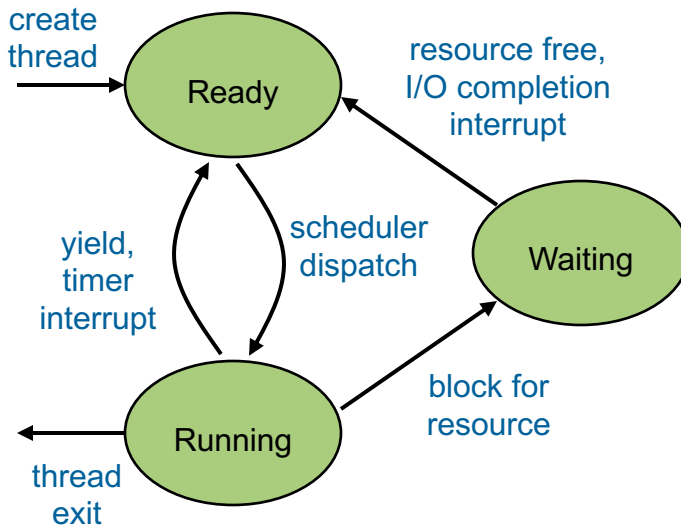 create
thread
Ready
resource free,
I/O completion
interrupt
yield,
timer
interrupt
scheduler
dispatch
Waiting
block for
resource
Running
thread
exit